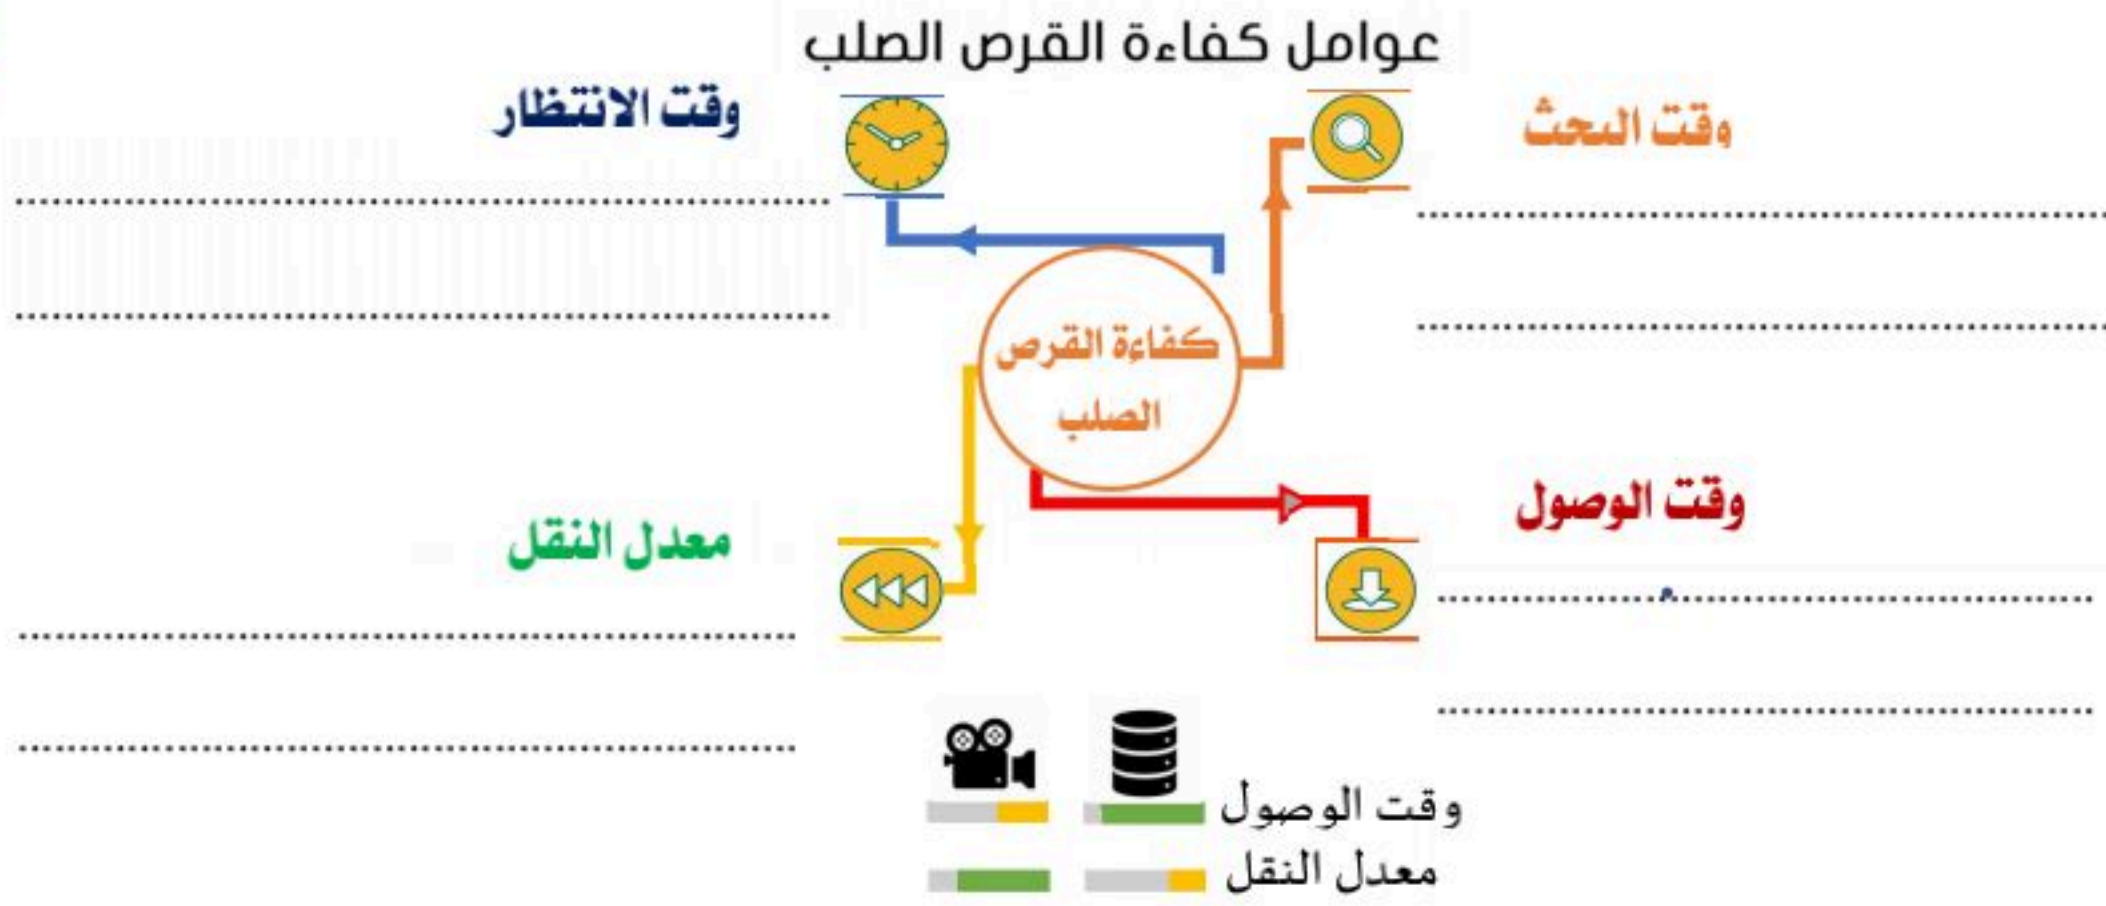 عوامل كفاءة القرص الصلب
وقت البحث
وقت الانتظار
كفاءة القرص
الصلب
وقت الوصول
معدل النقل
وقت الوصول
معدل النقل